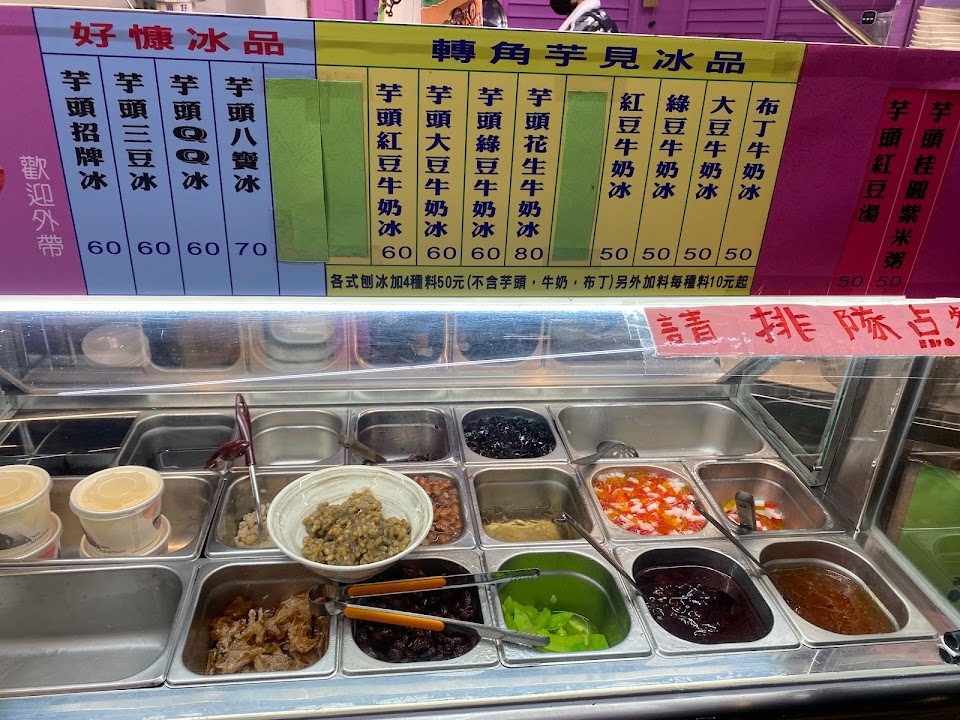 歡迎外帶
好慷冰品
芋頭招牌冰 60
芋頭三豆冰 60
芋頭QQ冰 60
芋頭八寶冰 70
轉角芋見冰品
芋頭紅豆牛奶冰 60
芋頭大豆牛奶冰 60
芋頭綠豆牛奶冰 60
芋頭花生牛奶冰 80
紅豆牛奶冰 50
綠豆牛奶冰 50
大豆牛奶冰 50
布丁牛奶冰 50
各式刨冰加4種料50元(不含芋頭,牛奶,布丁)另外加料每種料10元起
芋頭紅豆湯 50
芋頭桂圓紫米粥 50
請排隊点